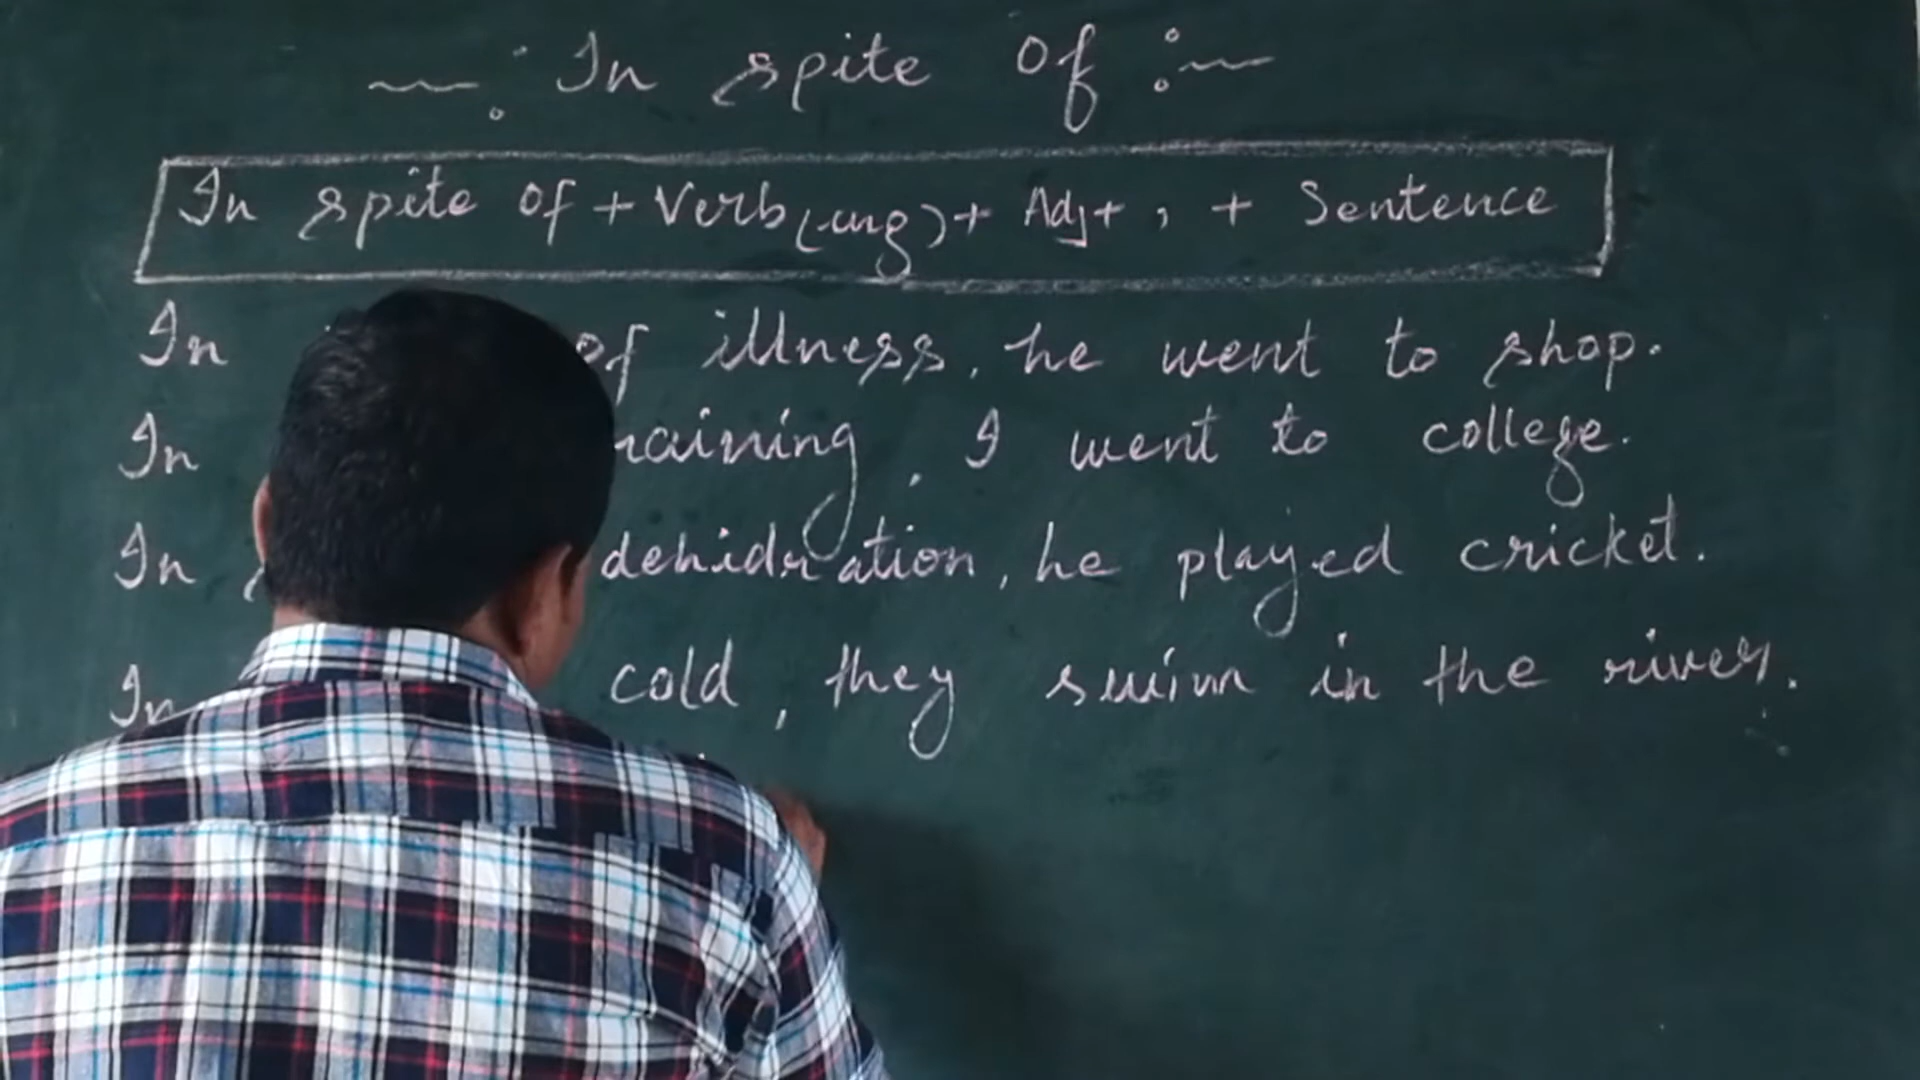 In spite of :~
In spite of + Verb (ing) + Adj + , + Sentence
In of illness, he went to shop.
In raining, I went to college.
In dehidration, he played cricket.
In cold, they swim in the river.